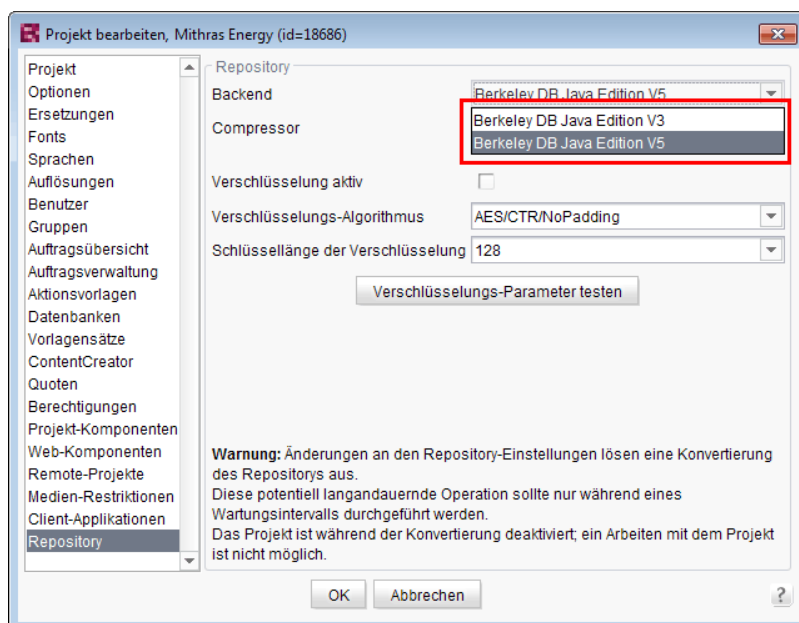 Projekt bearbeiten, Mithras Energy (id=18686)
Projekt
Optionen
Ersetzungen
Fonts
Sprachen
Auflösungen
Benutzer
Gruppen
Auftragsübersicht
Auftragsverwaltung
Aktionsvorlagen
Datenbanken
Vorlagensätze
ContentCreator
Quoten
Berechtigungen
Projekt-Komponenten
Web-Komponenten
Remote-Projekte
Medien-Restriktionen
Client-Applikationen
Repository
Repository
Backend
Berkeley DB Java Edition V5
Berkeley DB Java Edition V3
Berkeley DB Java Edition V5
Compressor
Verschlüsselung aktiv
Verschlüsselungs-Algorithmus
AES/CTR/NoPadding
Schlüssellänge der Verschlüsselung
128
Verschlüsselungs-Parameter testen
Warnung: Änderungen an den Repository-Einstellungen lösen eine Konvertierung
des Repositorys aus.
Diese potentiell langandauernde Operation sollte nur während eines
Wartungsintervalls durchgeführt werden.
Das Projekt ist während der Konvertierung deaktiviert; ein Arbeiten mit dem Projekt
ist nicht möglich.
OK
Abbrechen
?